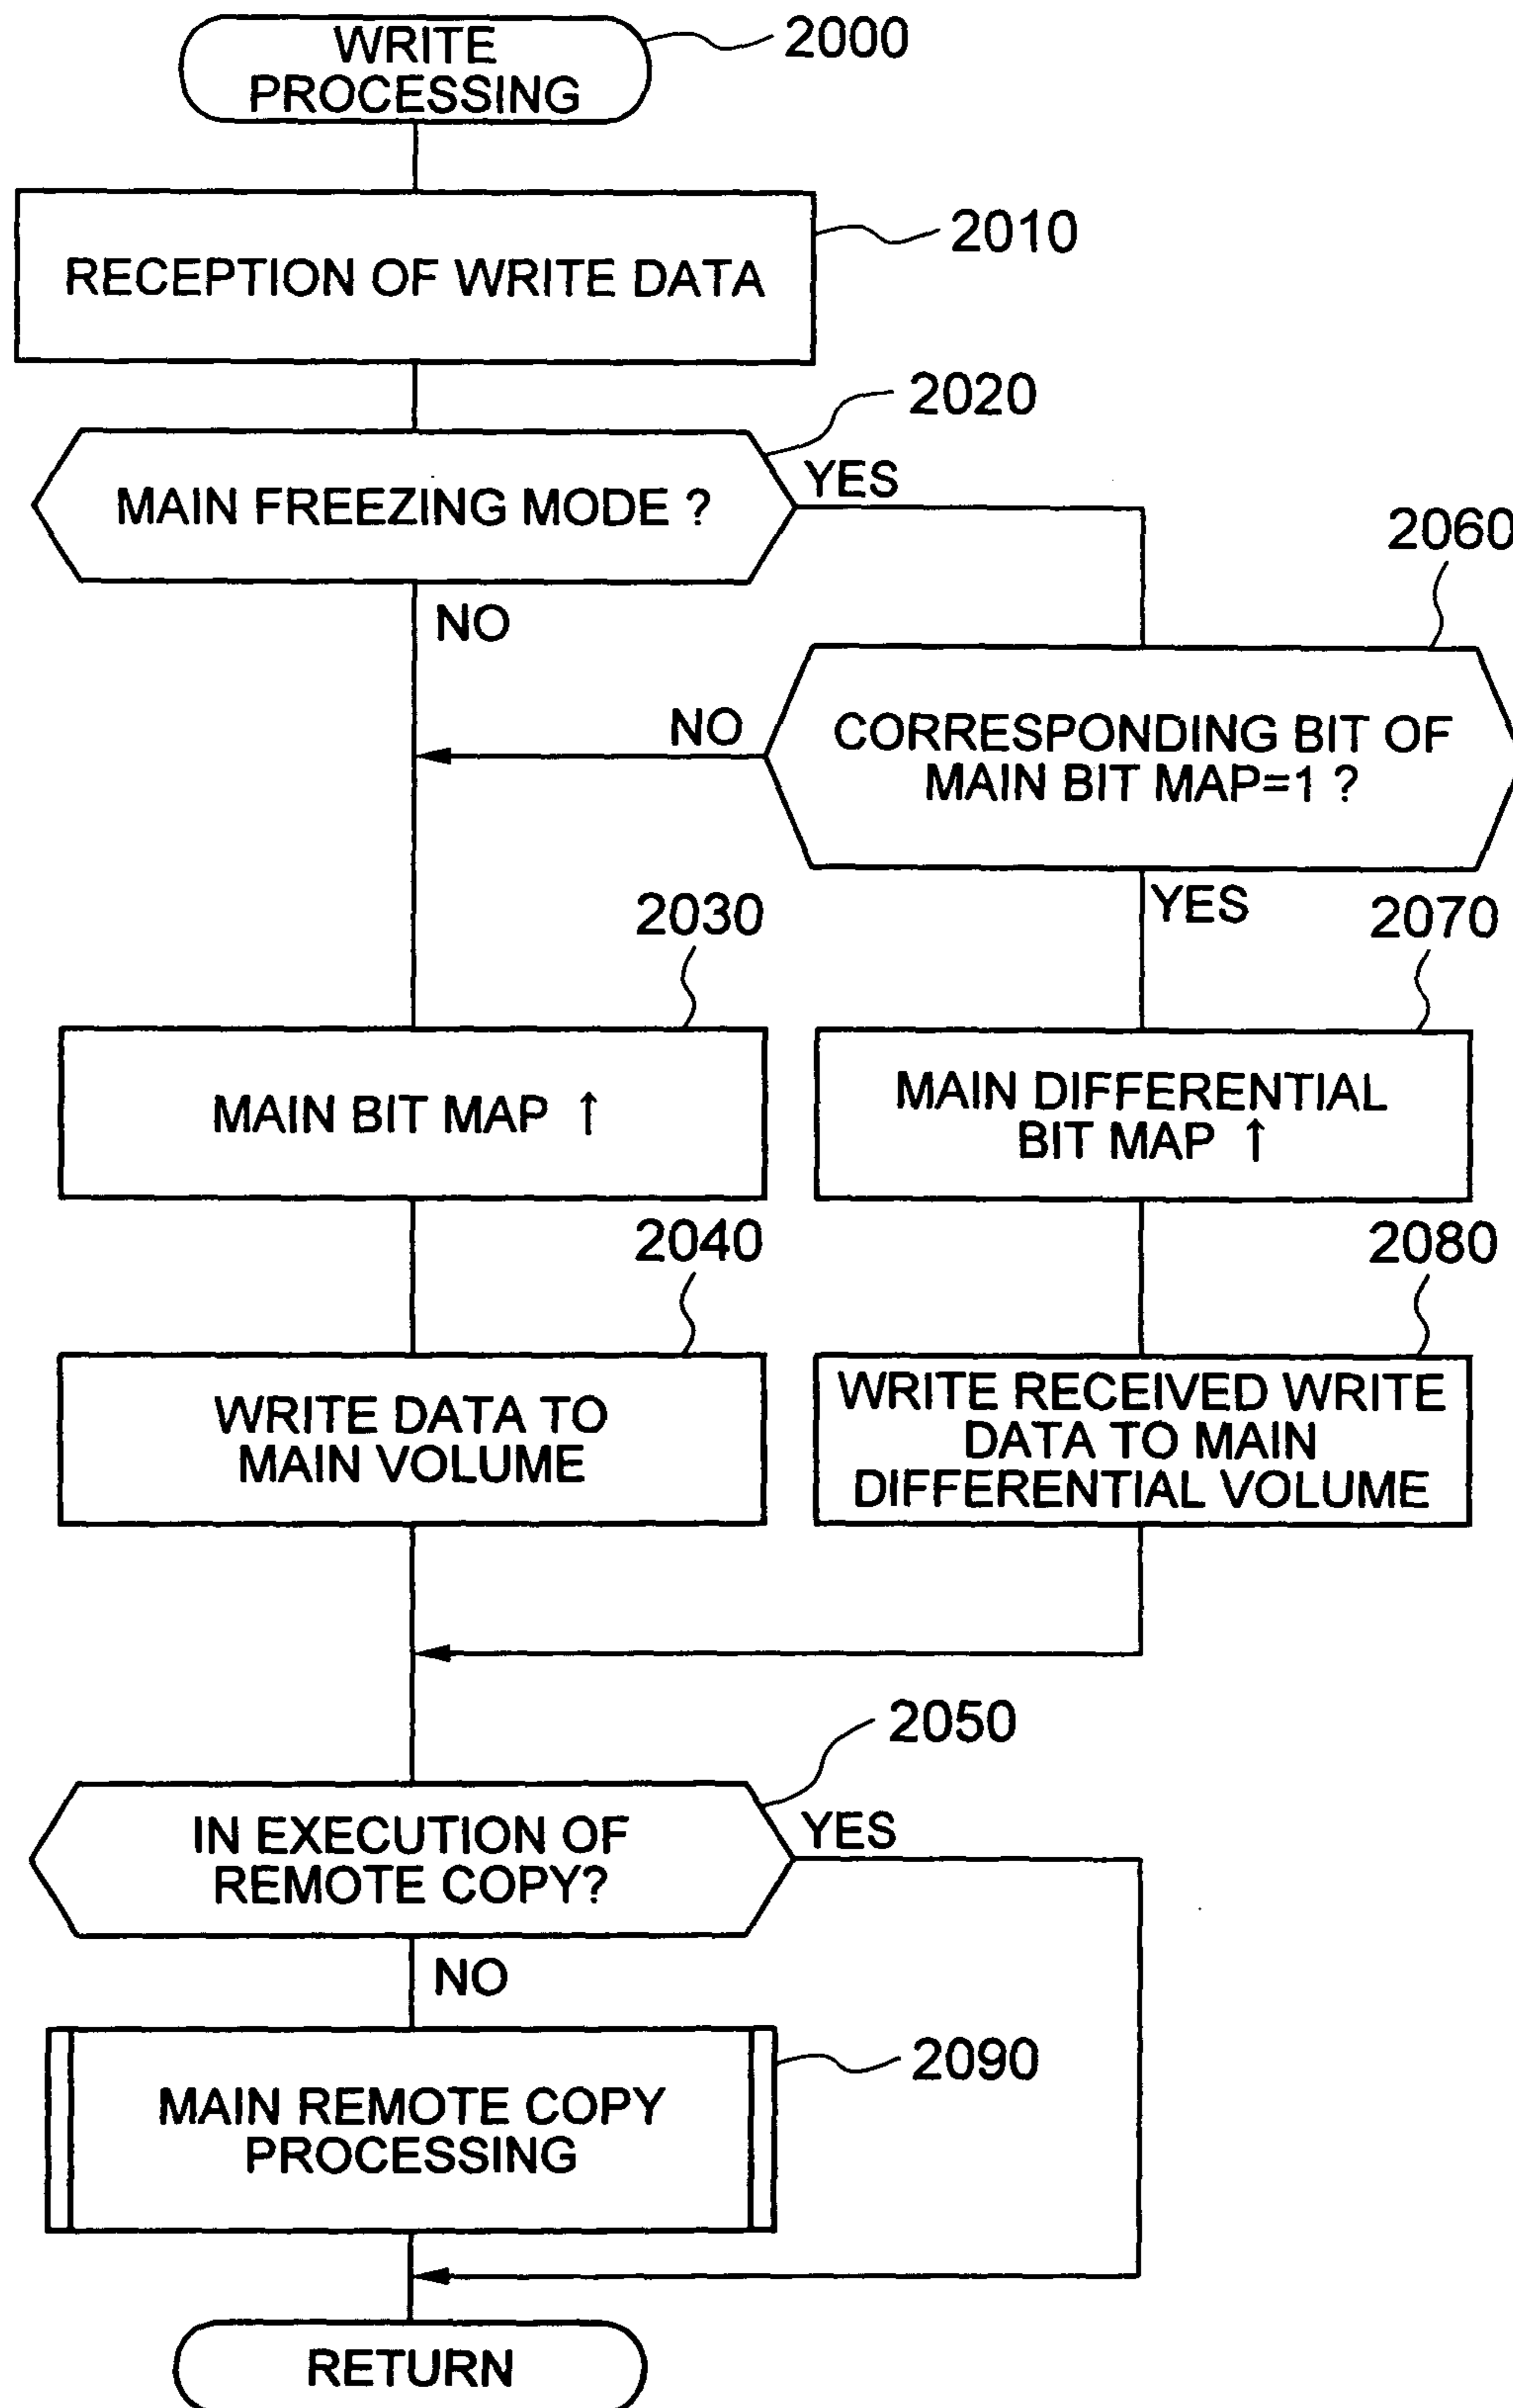 WRITE
PROCESSING
2000
RECEPTION OF WRITE DATA
2010
MAIN FREEZING MODE ?
2020
YES
NO
2060
CORRESPONDING BIT OF
MAIN BIT MAP=1 ?
NO
YES
2030
MAIN BIT MAP ↑
2070
MAIN DIFFERENTIAL
BIT MAP ↑
2040
WRITE DATA TO
MAIN VOLUME
2080
WRITE RECEIVED WRITE
DATA TO MAIN
DIFFERENTIAL VOLUME
2050
IN EXECUTION OF
REMOTE COPY?
YES
NO
2090
MAIN REMOTE COPY
PROCESSING
RETURN